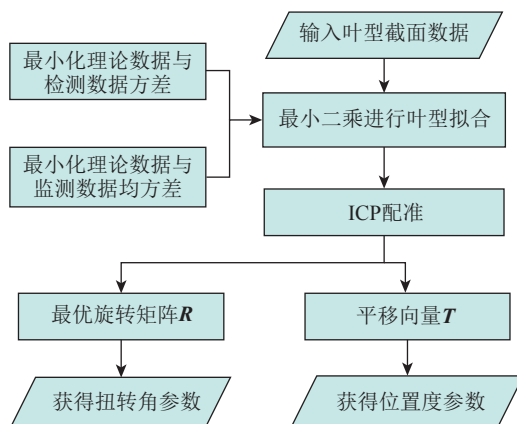 输入叶型截面数据
最小化理论数据与
检测数据方差
最小二乘进行叶型拟合
最小化理论数据与
监测数据均方差
ICP配准
最优旋转矩阵R
平移向量T
获得扭转角参数
获得位置度参数